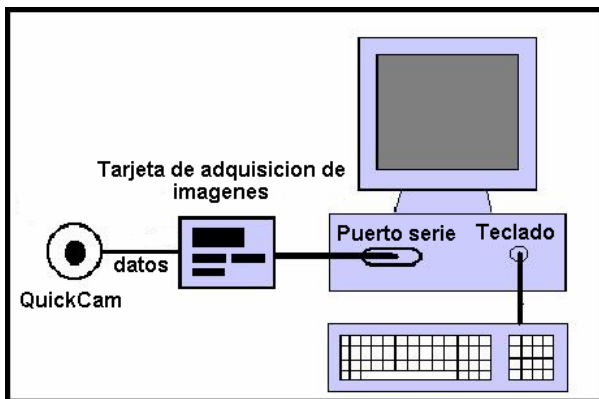 Tarjeta de adquisicion de
imagenes
Puerto serie
Teclado
datos
QuickCam